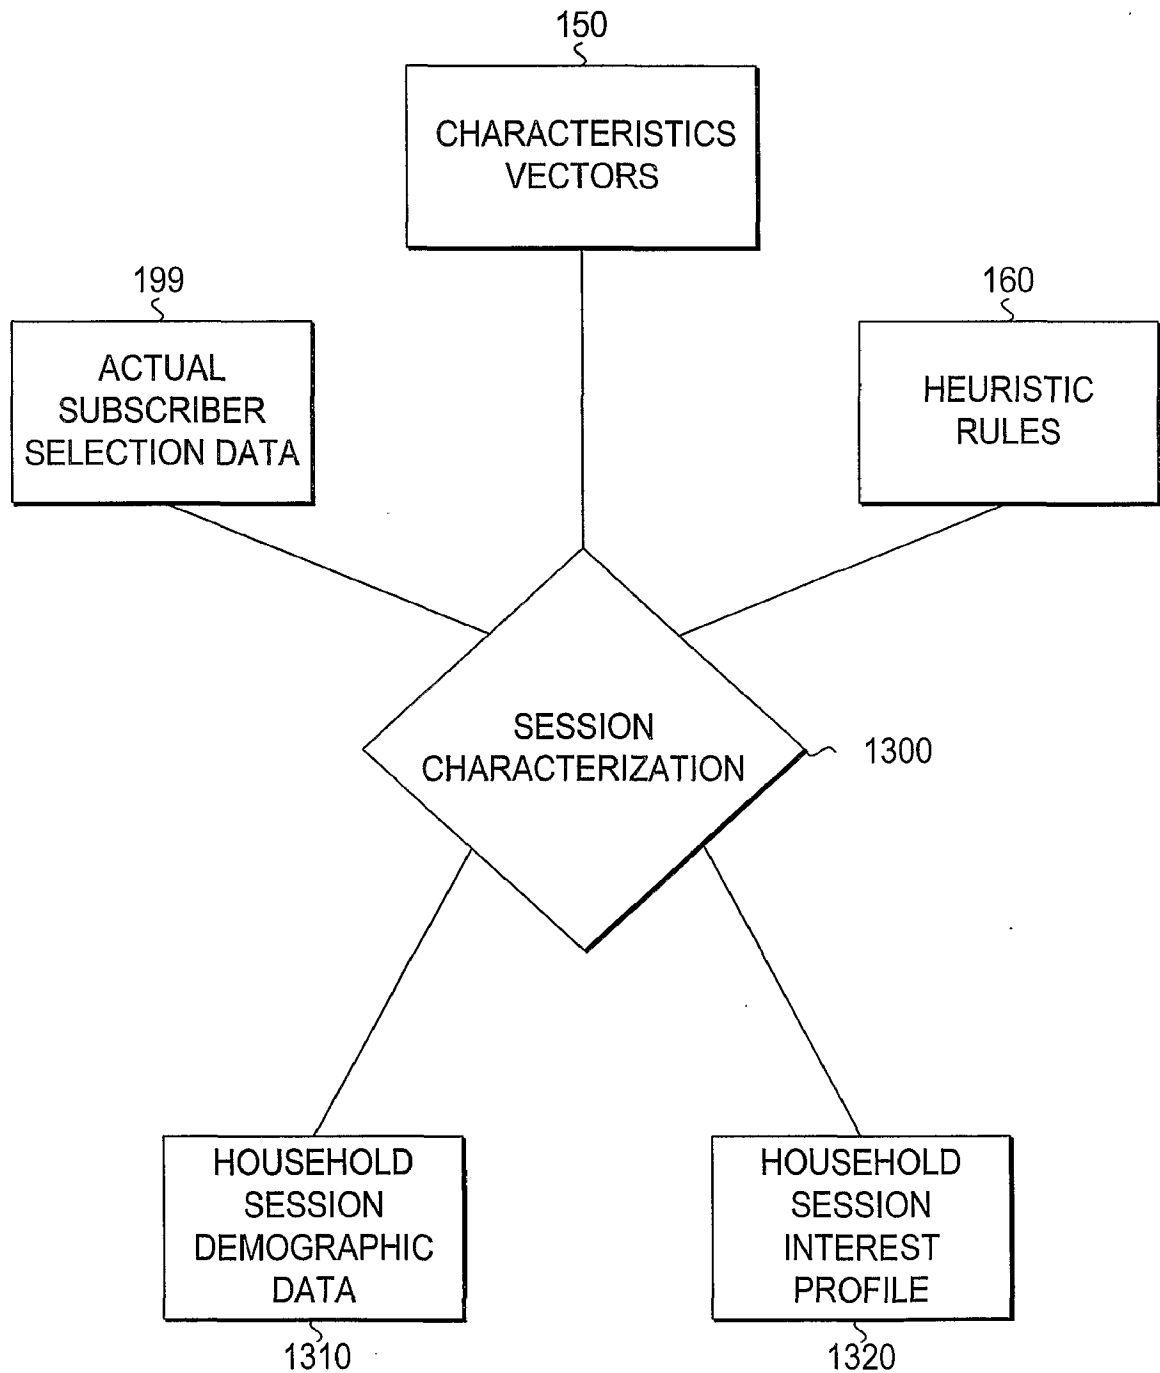 150
CHARACTERISTICS
VECTORS
199
160
ACTUAL
SUBSCRIBER
SELECTION DATA
HEURISTIC
RULES
SESSION
CHARACTERIZATION
1300
HOUSEHOLD
SESSION
DEMOGRAPHIC
DATA
HOUSEHOLD
SESSION
INTEREST
PROFILE
1310
1320